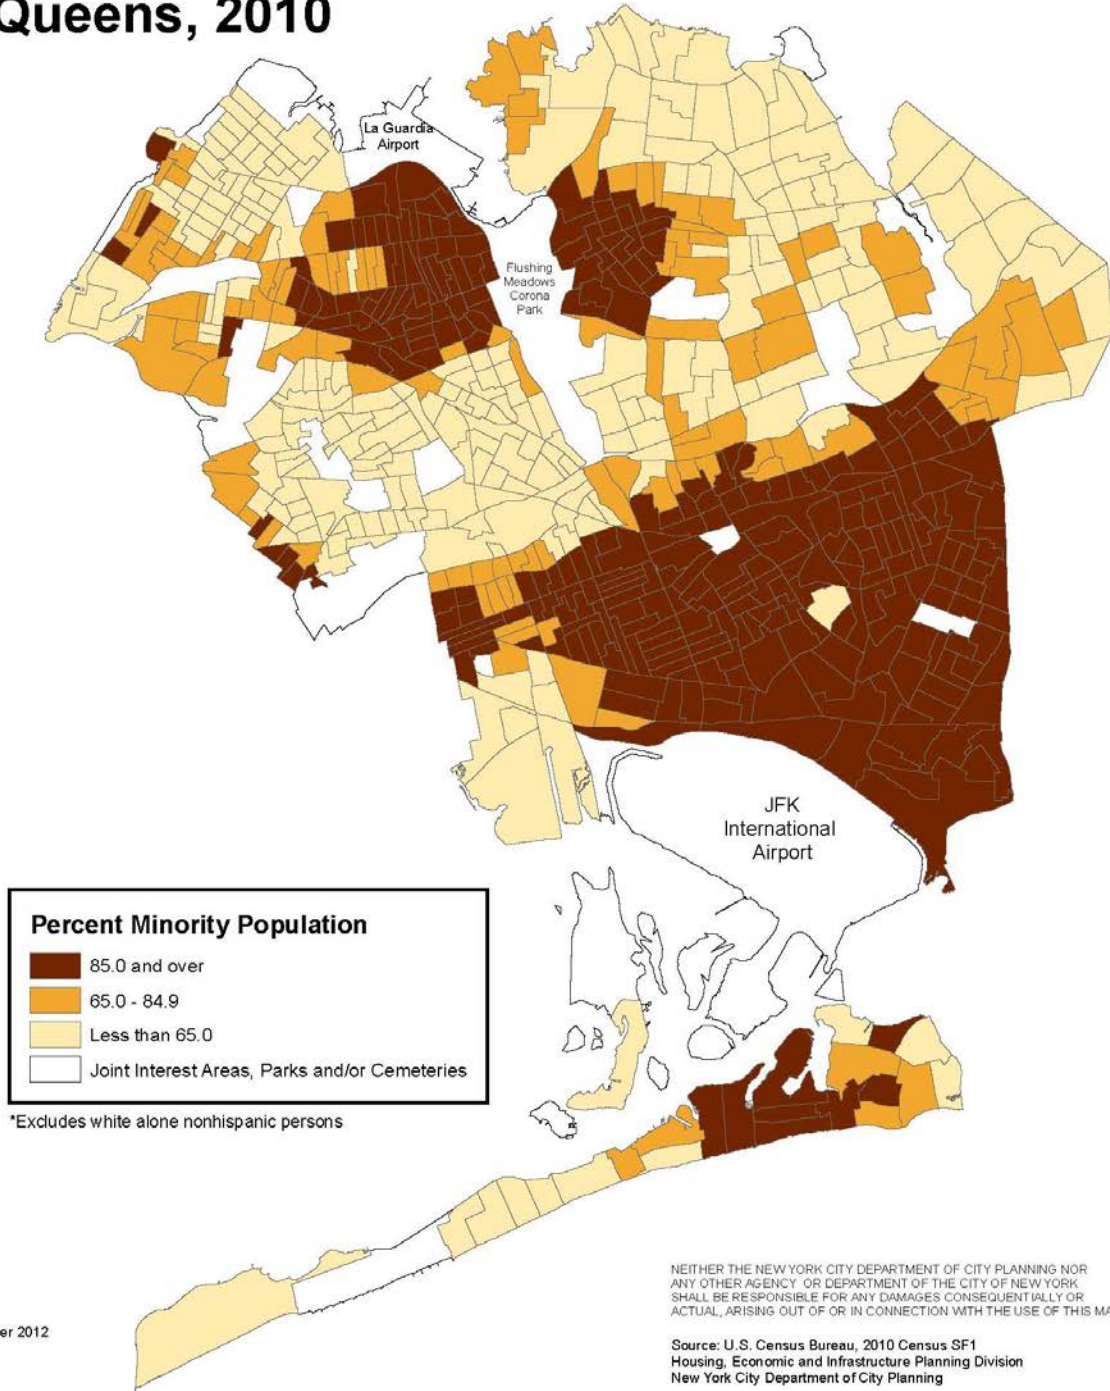 Queens, 2010
La Guardia
Airport
Flushing
Meadows
Corona
Park
JFK
International
Airport
Percent Minority Population
85.0 and over
65.0 - 84.9
Less than 65.0
Joint Interest Areas, Parks and/or Cemeteries
*Excludes white alone nonhispanic persons
NEITHER THE NEW YORK CITY DEPARTMENT OF CITY PLANNING NOR
ANY OTHER AGENCY OR DEPARTMENT OF THE CITY OF NEW YORK
SHALL BE RESPONSIBLE FOR ANY DAMAGES CONSEQUENTIALLY OR
ACTUAL, ARISING OUT OF OR IN CONNECTION WITH THE USE OF THIS MA
er 2012
Source: U.S. Census Bureau, 2010 Census SF1
Housing, Economic and Infrastructure Planning Division
New York City Department of City Planning